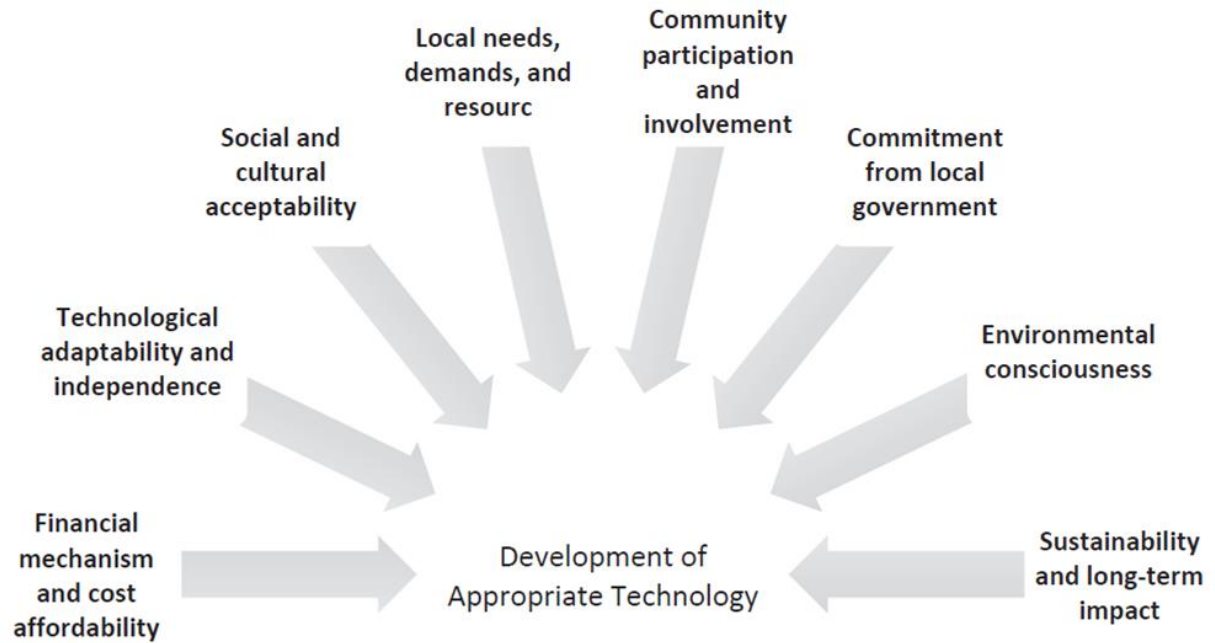 Local needs,
demands, and
resourc
Community
participation
and
involvement
Social and
cultural
acceptability
Commitment
from local
government
Technological
adaptability and
independence
Environmental
consciousness
Financial
mechanism
and cost
affordability
Development of
Appropriate Technology
Sustainability
and long-term
impact